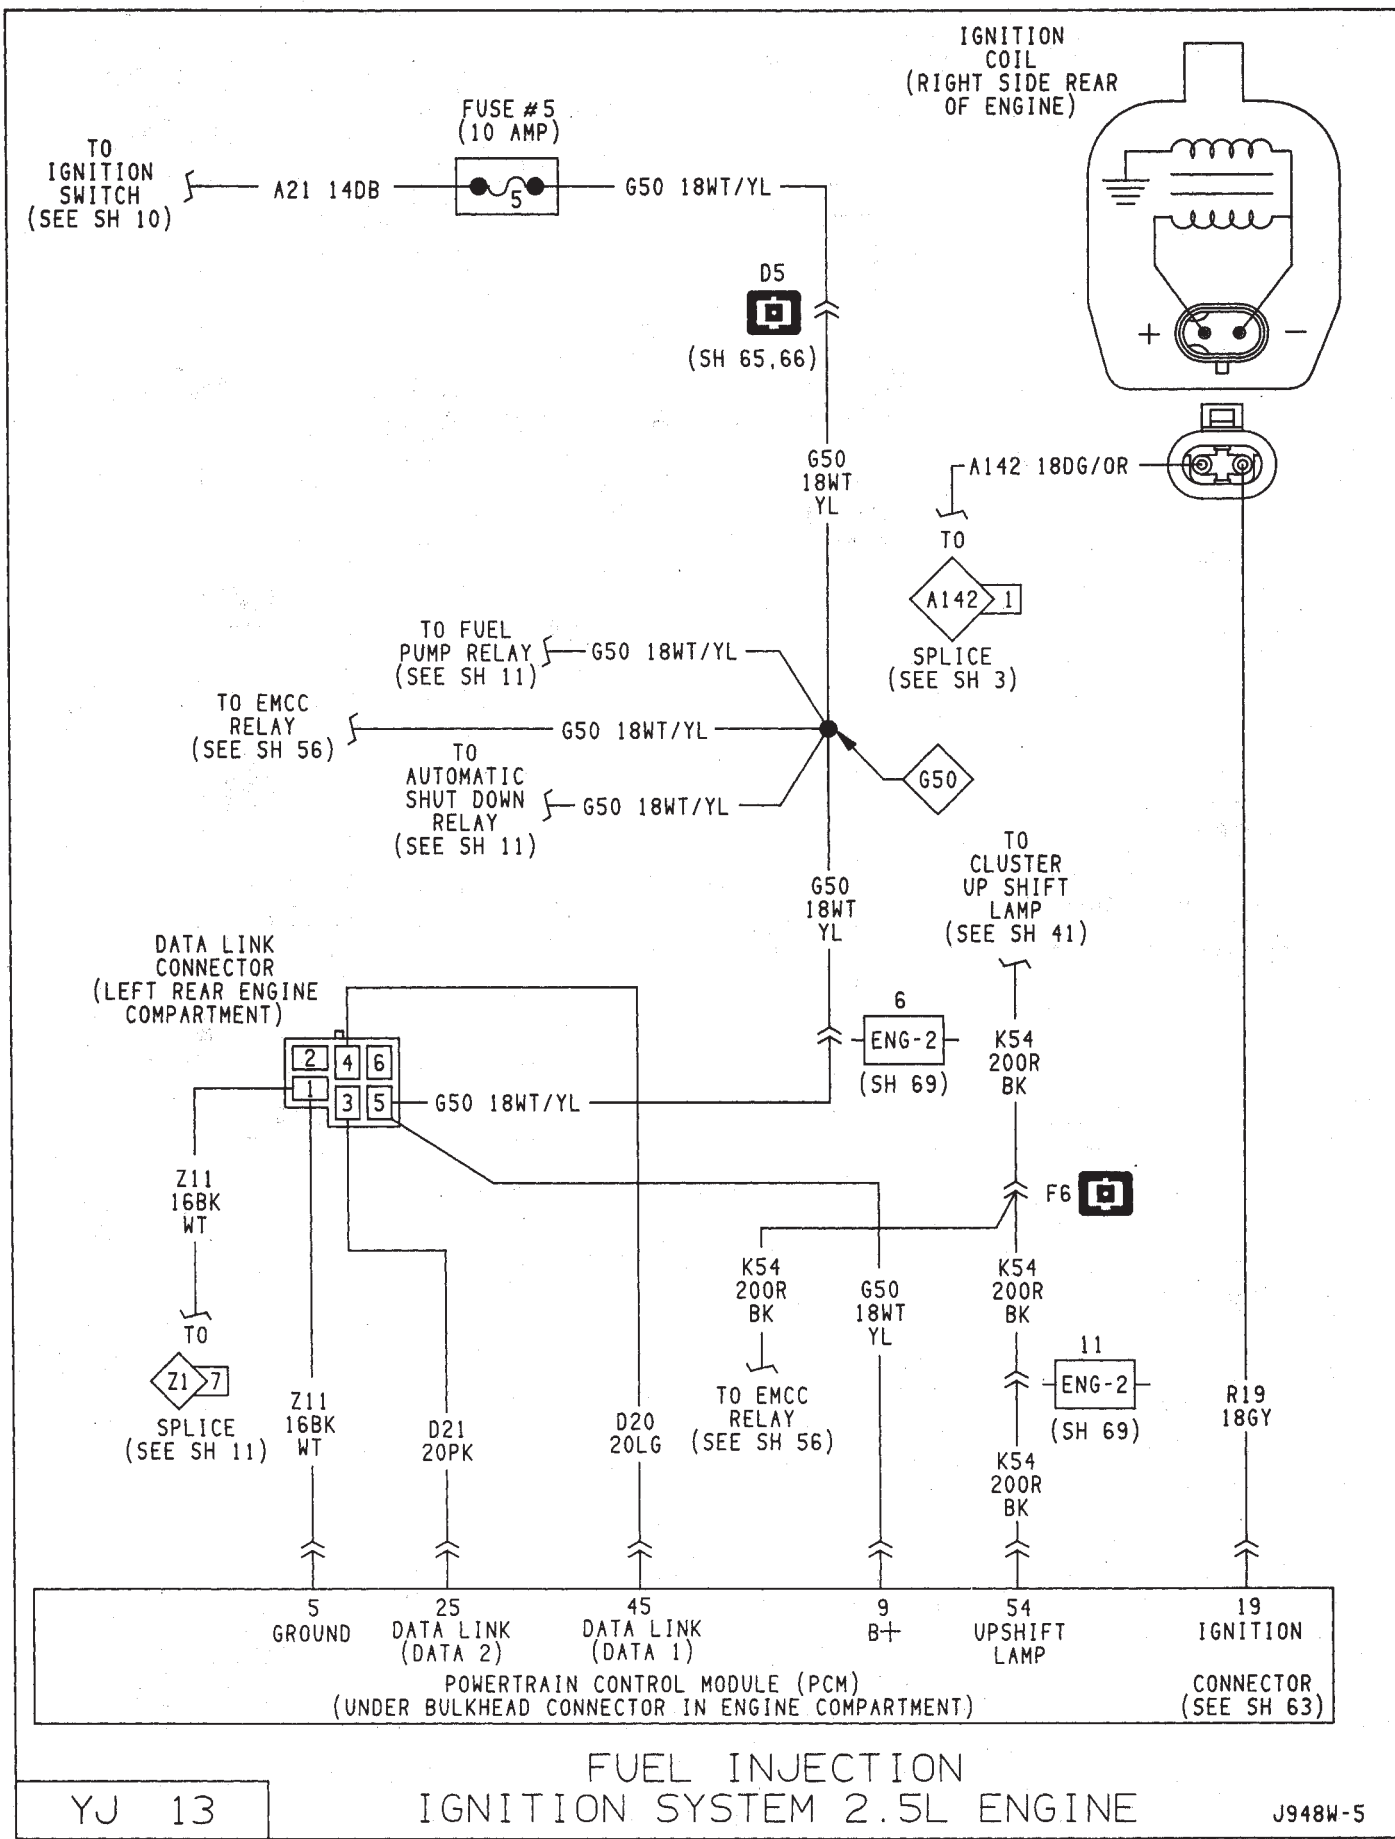 IGNITION
COIL
(RIGHT SIDE REAR
OF ENGINE)
FUSE #5
(10 AMP)
TO
IGNITION
SWITCH
(SEE SH 10)
A21 14DB
5
G50 18WT/YL
D5
(SH 65,66)
+
−
G50
18WT
YL
A142 18DG/OR
TO
A142
1
SPLICE
(SEE SH 3)
TO FUEL
PUMP RELAY
(SEE SH 11)
G50 18WT/YL
TO EMCC
RELAY
(SEE SH 56)
G50 18WT/YL
TO
AUTOMATIC
SHUT DOWN
RELAY
(SEE SH 11)
G50 18WT/YL
G50
TO
CLUSTER
UP SHIFT
LAMP
(SEE SH 41)
G50
18WT
YL
DATA LINK
CONNECTOR
(LEFT REAR ENGINE
COMPARTMENT)
6
ENG-2
(SH 69)
K54
200R
BK
2
4
6
1
3
5
G50 18WT/YL
Z11
16BK
WT
F6
K54
200R
BK
G50
18WT
YL
K54
200R
BK
TO
Z1
7
SPLICE
(SEE SH 11)
11
ENG-2
(SH 69)
TO EMCC
RELAY
(SEE SH 56)
Z11
16BK
WT
D21
20PK
D20
20LG
R19
18GY
K54
200R
BK
5
GROUND
25
DATA LINK
(DATA 2)
45
DATA LINK
(DATA 1)
9
B+
54
UPSHIFT
LAMP
19
IGNITION
POWERTRAIN CONTROL MODULE (PCM)
(UNDER BULKHEAD CONNECTOR IN ENGINE COMPARTMENT)
CONNECTOR
(SEE SH 63)
FUEL INJECTION
IGNITION SYSTEM 2.5L ENGINE
YJ 13
J948W-5